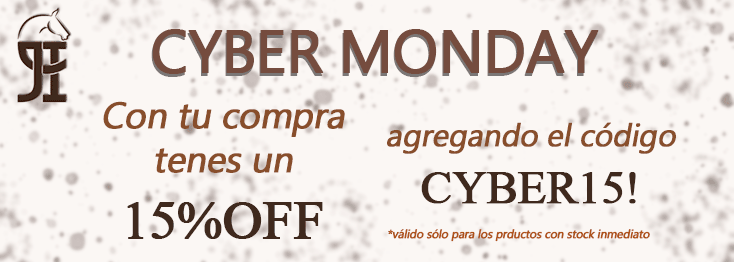 CYBER MONDAY
Con tu compra
tenes un
15%OFF
agregando el código
CYBER15!
*válido sólo para los prductos con stock inmediato